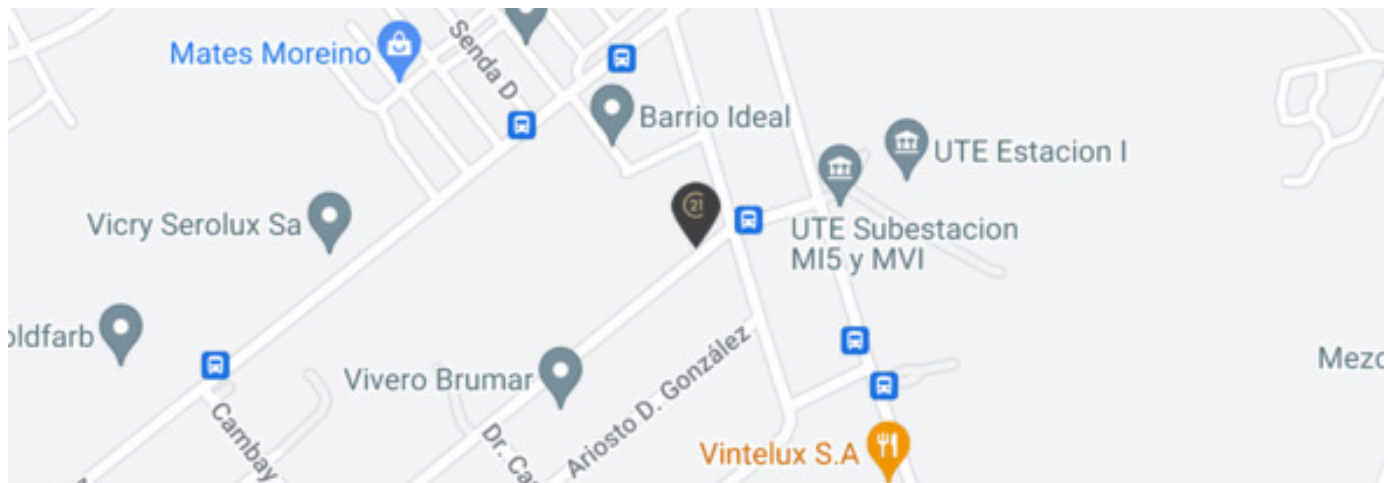 Mates Moreino
Senda D
Barrio Ideal
UTE Estacion I
21
Vicry Serolux Sa
UTE Subestacion
MI5 y MVI
oldfarb
Vivero Brumar
Mezc
Cambay
Dr. Ca
Ariosto D. González
Vintelux S.A